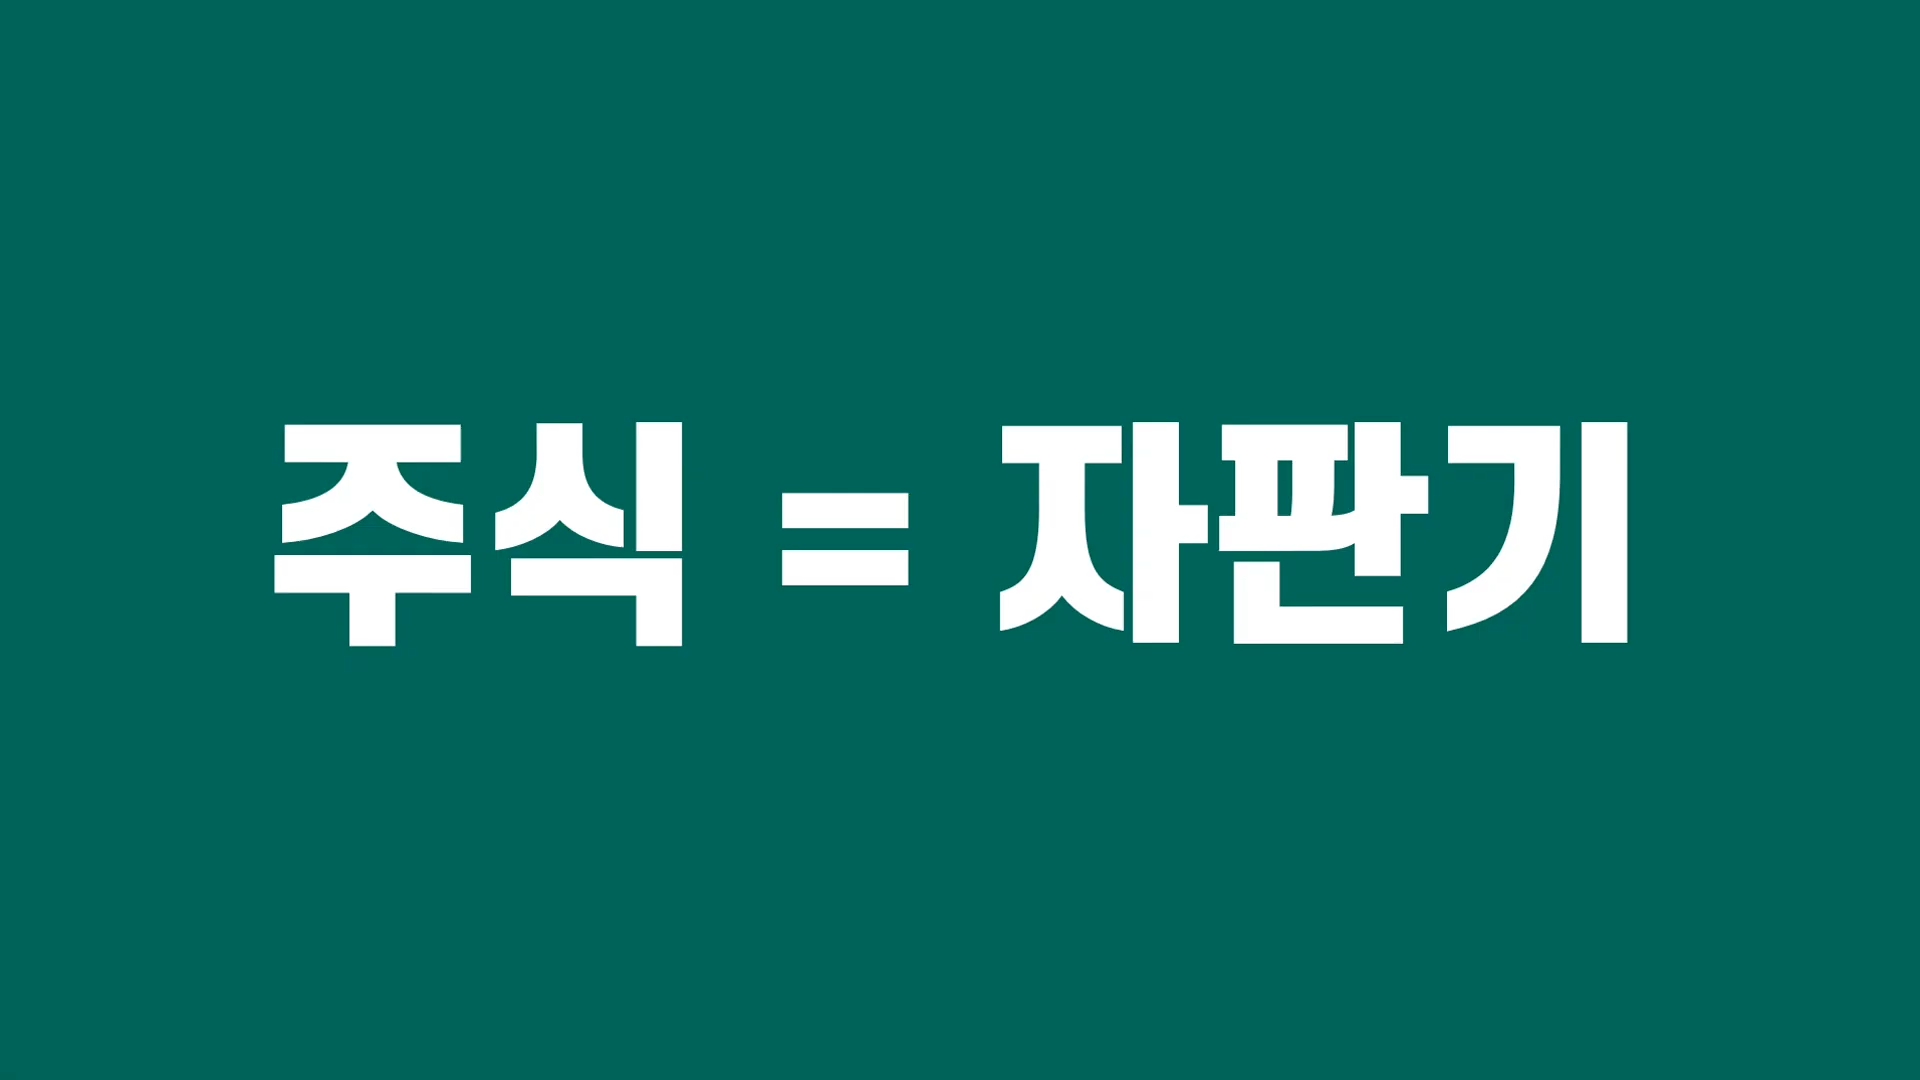 주식 = 자판기